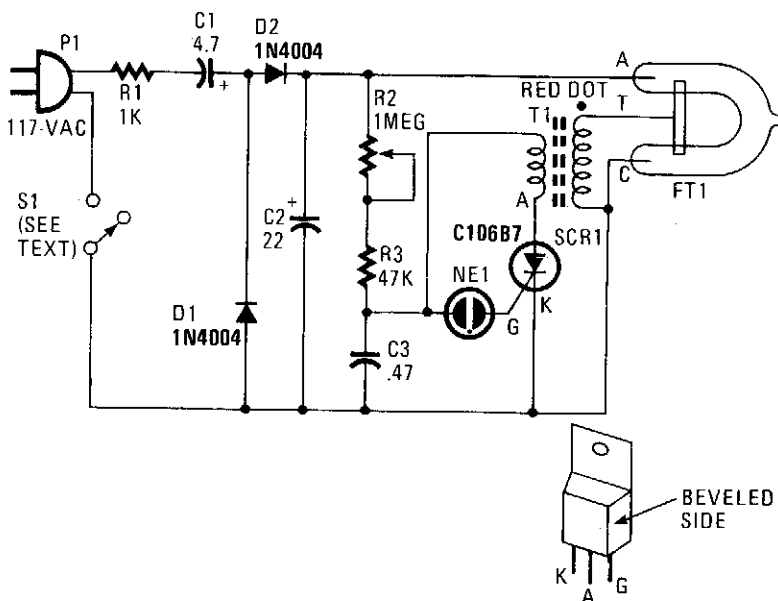 P1
117-VAC
R1
1K
C1
4.7
+
D2
1N4004
S1
(SEE
TEXT)
D1
1N4004
+
C2
22
R2
1MEG
R3
47K
C3
.47
NE1
G
RED DOT
T1
A
C106B7
SCR1
K
A
T
C
FT1
BEVELED
SIDE
K
A
G